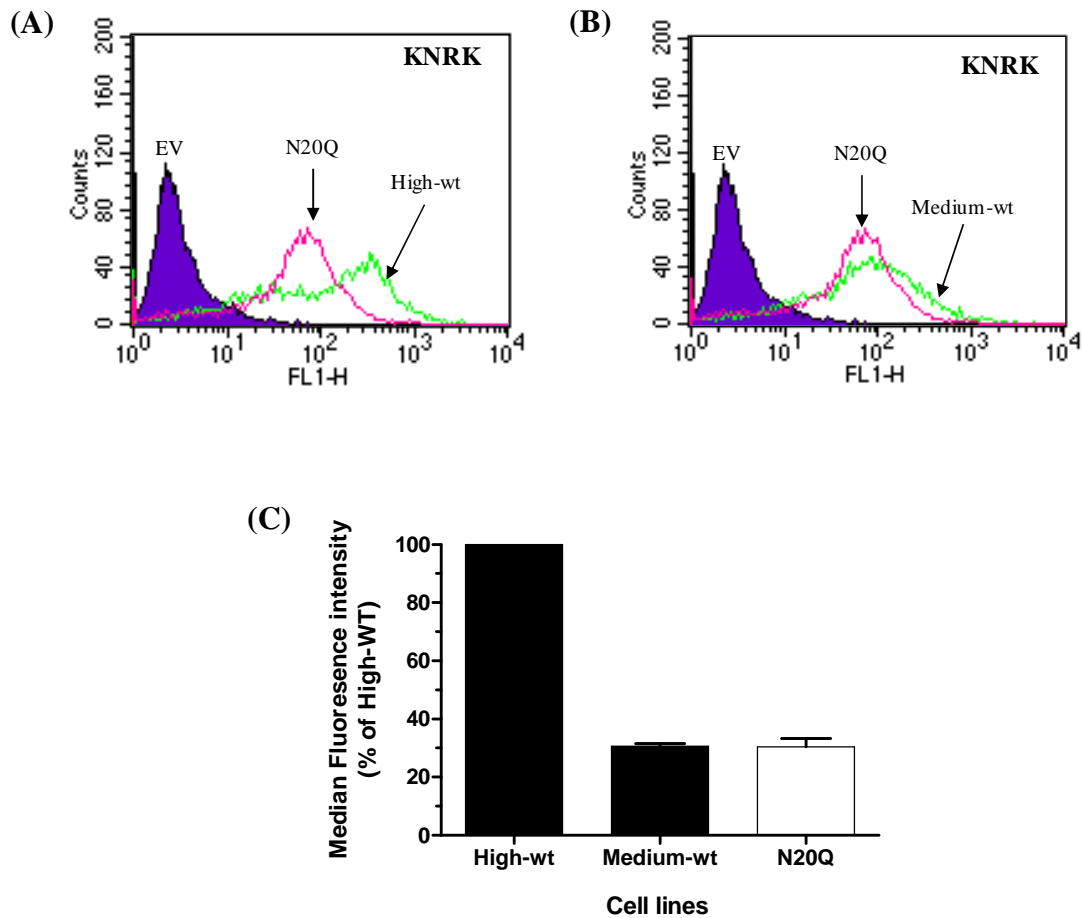 (A)
KNRK
200
160
120
80
40
0
Counts
EV
N20Q
High-wt
10^0 10^1 10^2 10^3 10^4
FL1-H
(B)
KNRK
200
160
120
80
40
0
Counts
EV
N20Q
Medium-wt
10^0 10^1 10^2 10^3 10^4
FL1-H
(C)
Median Fluoresence intensity
(% of High-WT)
100
80
60
40
20
0
High-wt Medium-wt N20Q
Cell lines